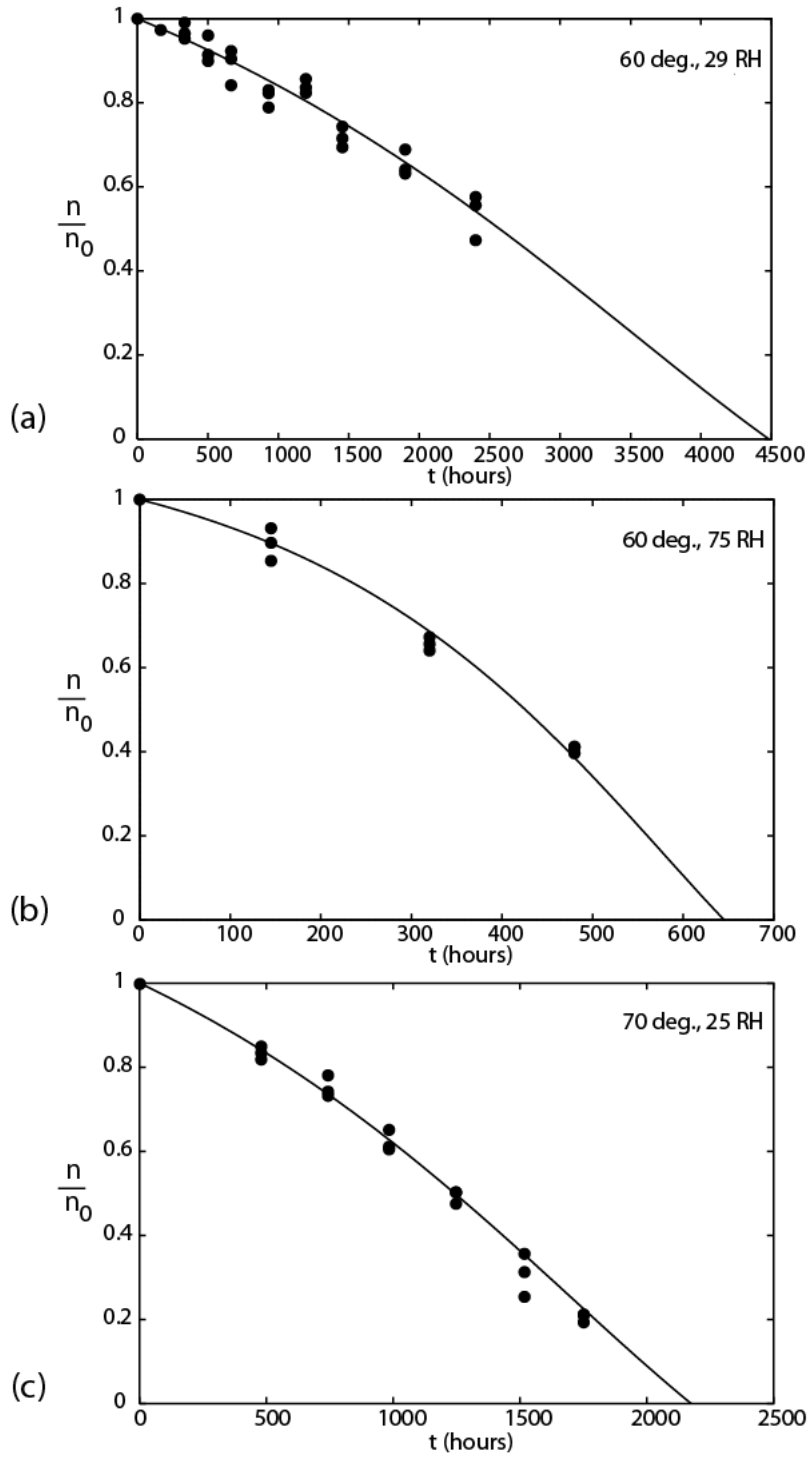 1
60 deg., 29 RH
0.8
0.6
n
n0
0.4
0.2
(a)
0
0 500 1000 1500 2000 2500 3000 3500 4000 4500
t (hours)
1
60 deg., 75 RH
0.8
0.6
n
n0
0.4
0.2
(b)
0
0 100 200 300 400 500 600 700
t (hours)
1
70 deg., 25 RH
0.8
0.6
n
n0
0.4
0.2
(c)
0
0 500 1000 1500 2000 2500
t (hours)